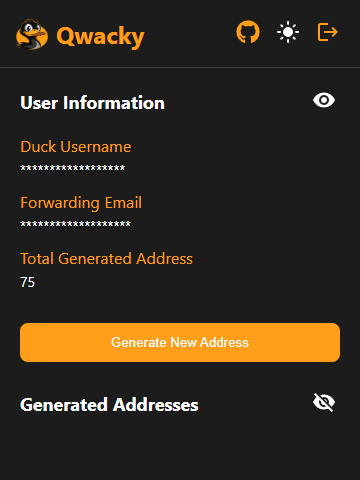 Qwacky
User Information
Duck Username
******************
Forwarding Email
*******************
Total Generated Address
75
Generate New Address
Generated Addresses